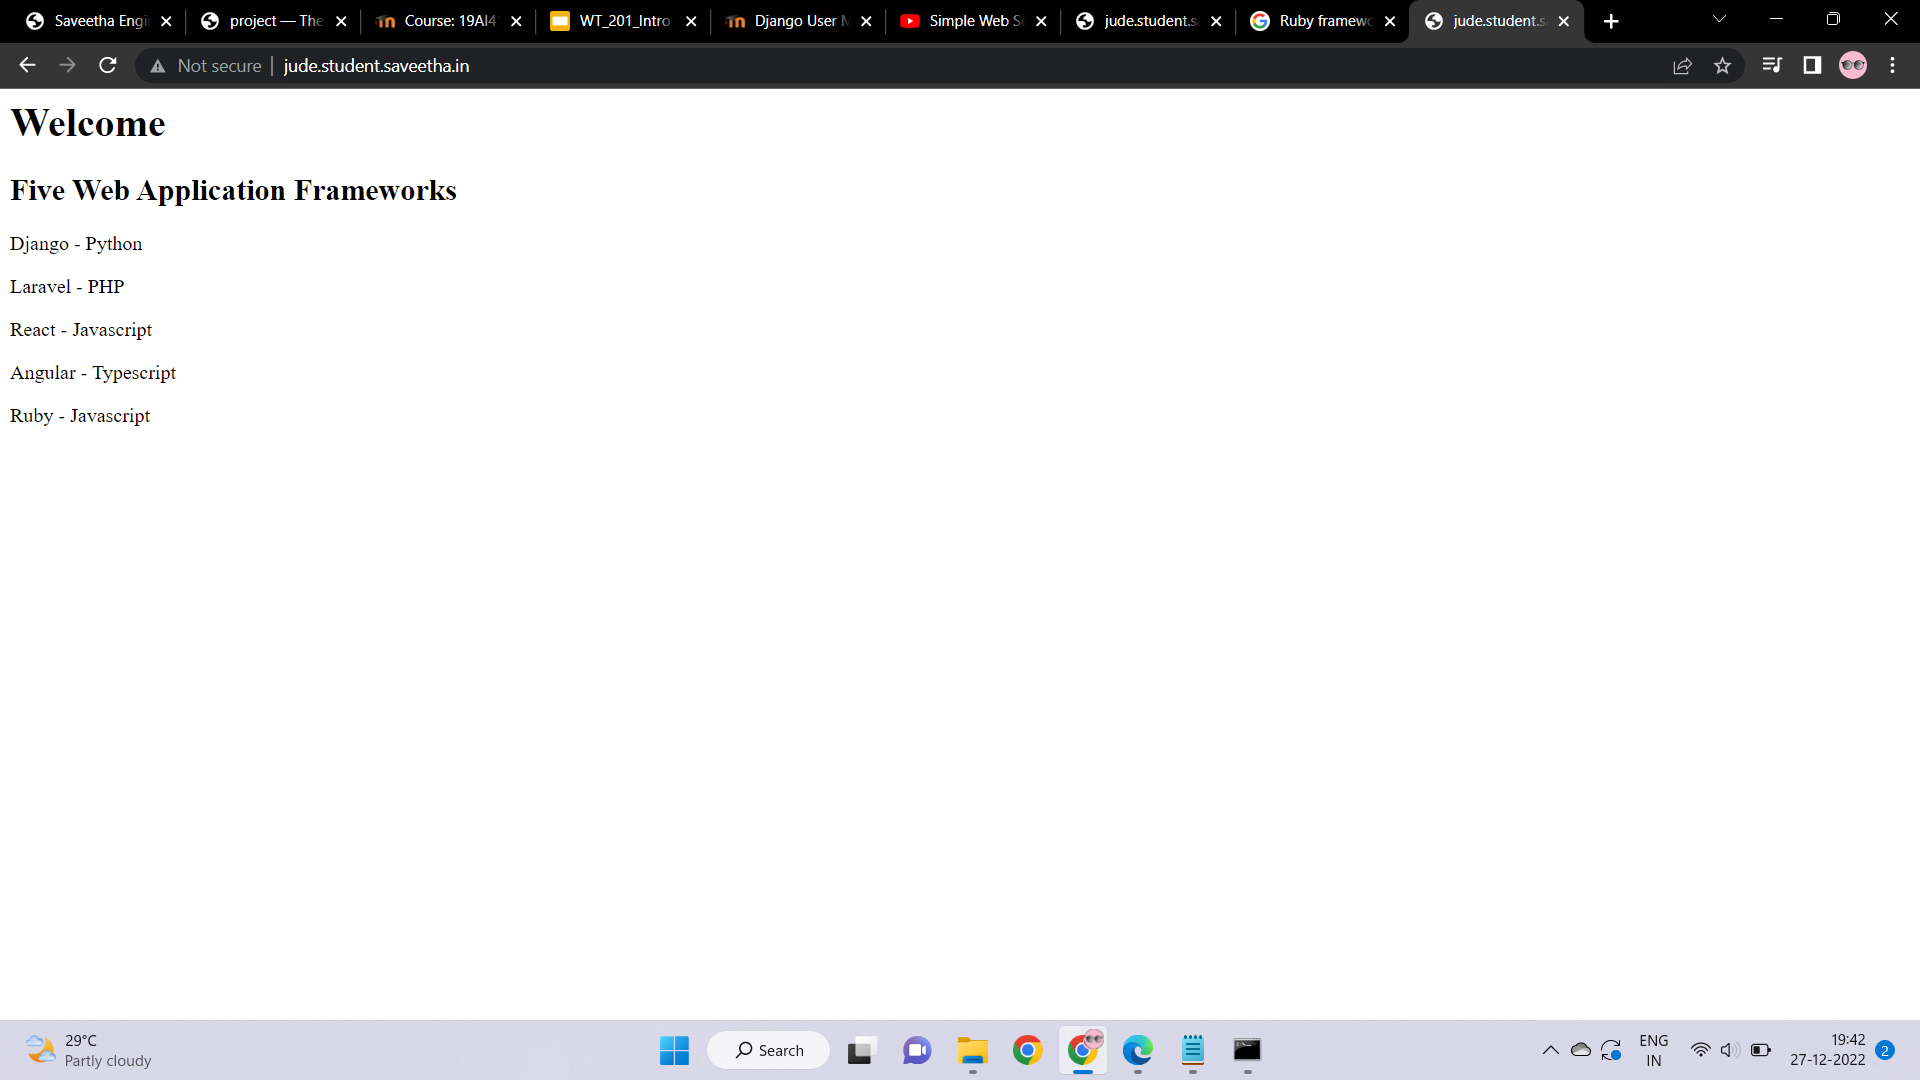 Saveetha Engi
project — The
Course: 19AI4
WT_201_Intro
Django User M
Simple Web Se
jude.student.sa
Ruby framewo
jude.student.s
Not secure
jude.student.saveetha.in
Welcome
Five Web Application Frameworks
Django - Python
Laravel - PHP
React - Javascript
Angular - Typescript
Ruby - Javascript
29°C
Partly cloudy
Search
ENG
IN
19:42
27-12-2022
2